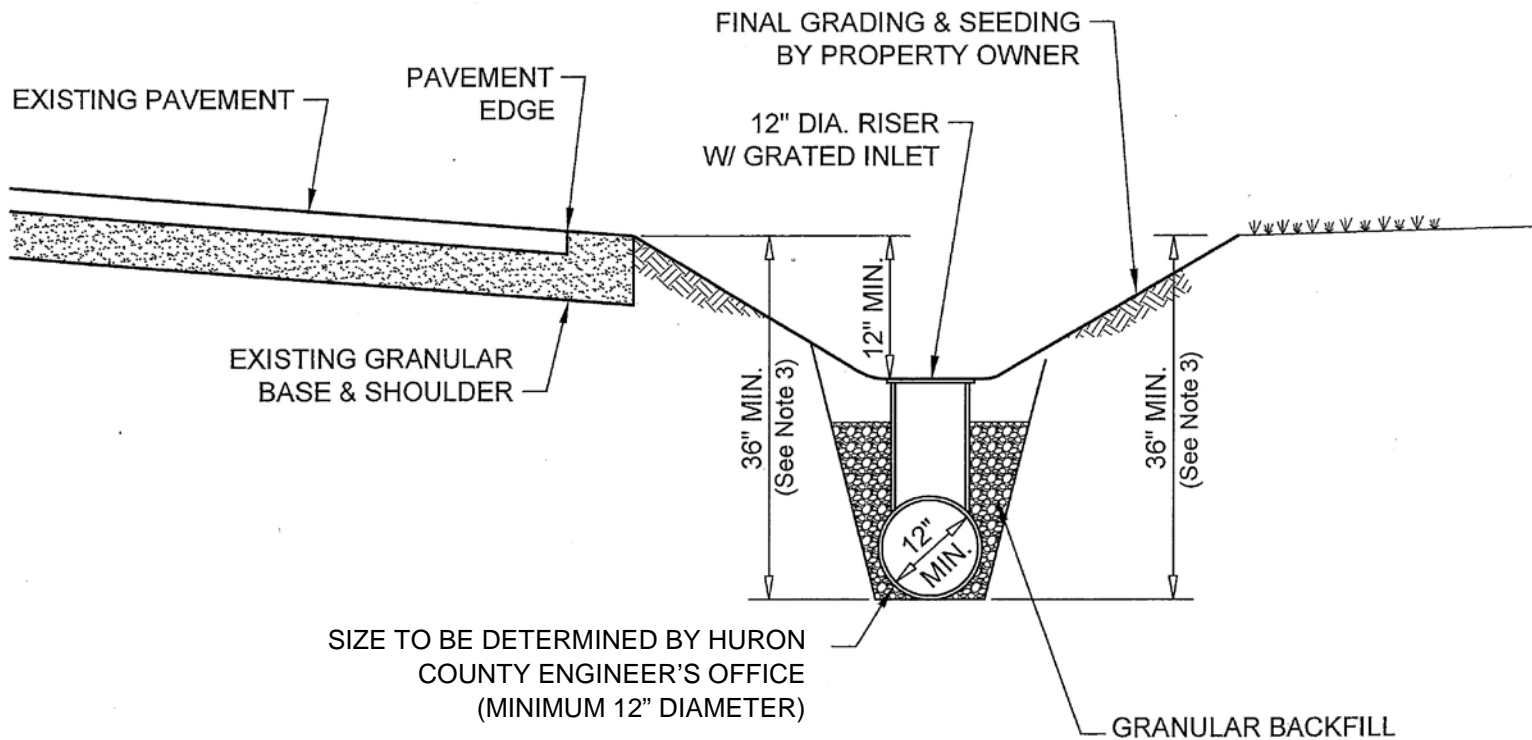 FINAL GRADING & SEEDING
BY PROPERTY OWNER
PAVEMENT
EDGE
EXISTING PAVEMENT
12" DIA. RISER
W/ GRATED INLET
12" MIN.
EXISTING GRANULAR
BASE & SHOULDER
36" MIN.
(See Note 3)
36" MIN.
(See Note 3)
12"
MIN.
SIZE TO BE DETERMINED BY HURON
COUNTY ENGINEER’S OFFICE
(MINIMUM 12” DIAMETER)
GRANULAR BACKFILL